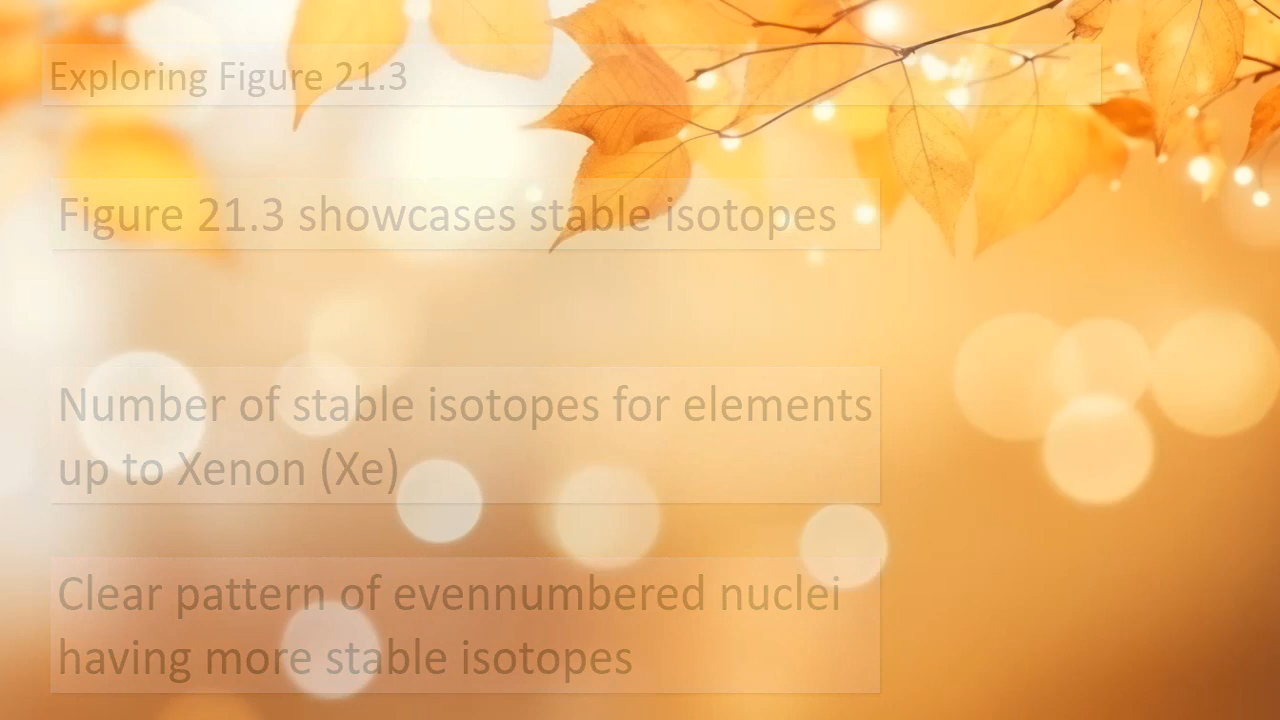 Exploring Figure 21.3
Figure 21.3 showcases stable isotopes
Number of stable isotopes for elements
up to Xenon (Xe)
Clear pattern of evennumbered nuclei
having more stable isotopes